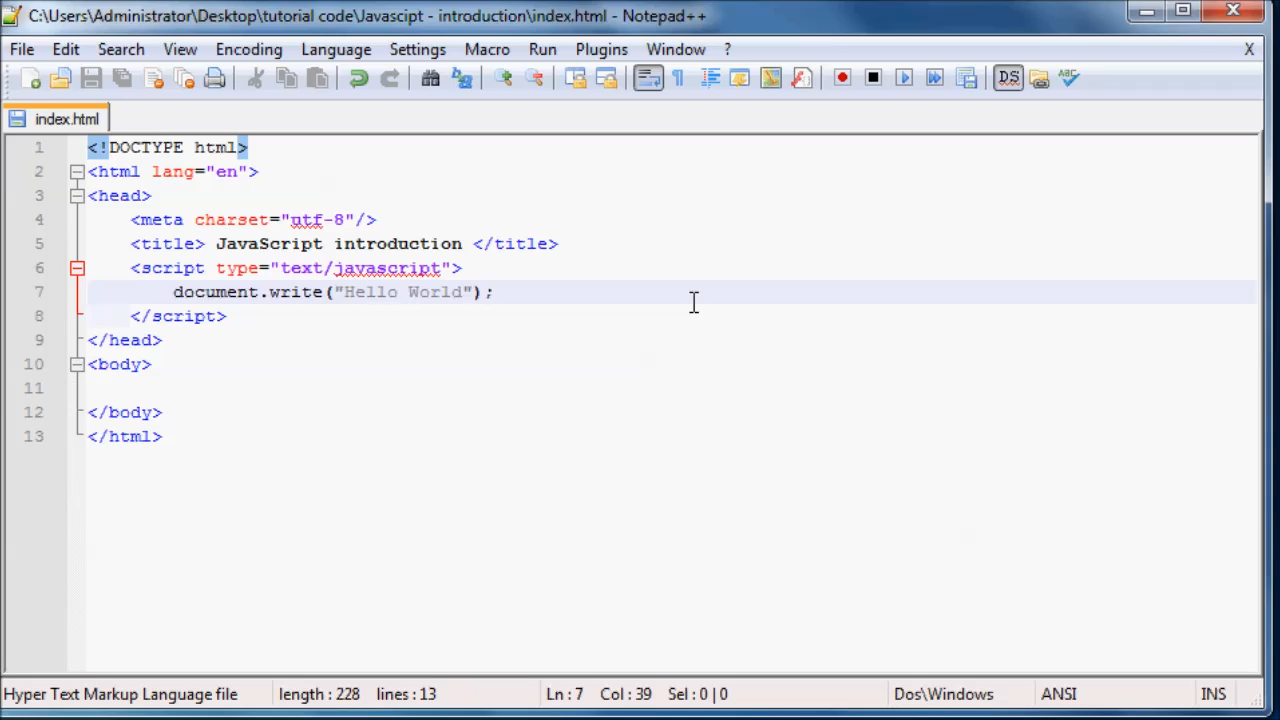 C:\Users\Administrator\Desktop\tutorial code\Javascipt - introduction\index.html - Notepad++
File Edit Search View Encoding Language Settings Macro Run Plugins Window ? X
DS ABC
index.html
1 <!DOCTYPE html>
2 <html lang="en">
3 <head>
4 <meta charset="utf-8"/>
5 <title> JavaScript introduction </title>
6 <script type="text/javascript">
7 document.write("Hello World");
8 </script>
9 </head>
10 <body>
11
12 </body>
13 </html>
Hyper Text Markup Language file length : 228 lines : 13 Ln : 7 Col : 39 Sel : 0 | 0 Dos\Windows ANSI INS